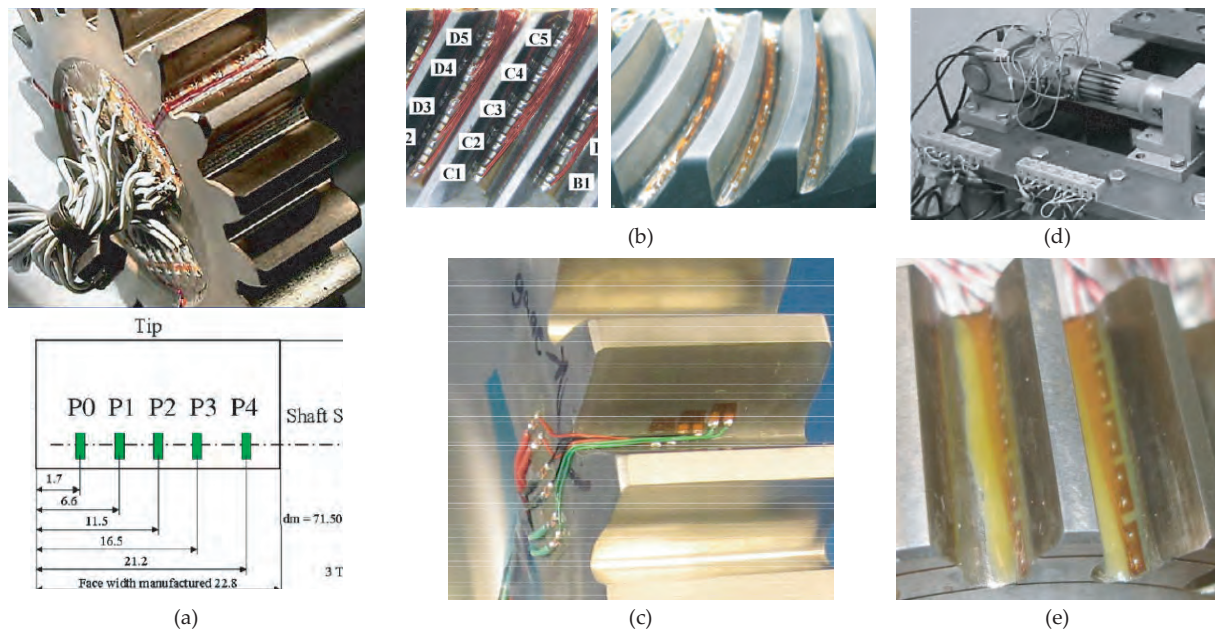 Tip
P0 P1 P2 P3 P4
Shaft S
1.7
6.6
11.5
dm = 71.50
16.5
21.2
3 T
Face width manufactured 22.8
(a)
D5 C5
D4 C4
D3 C3
2 C2
C1 B1
(b)
(c)
(d)
(e)